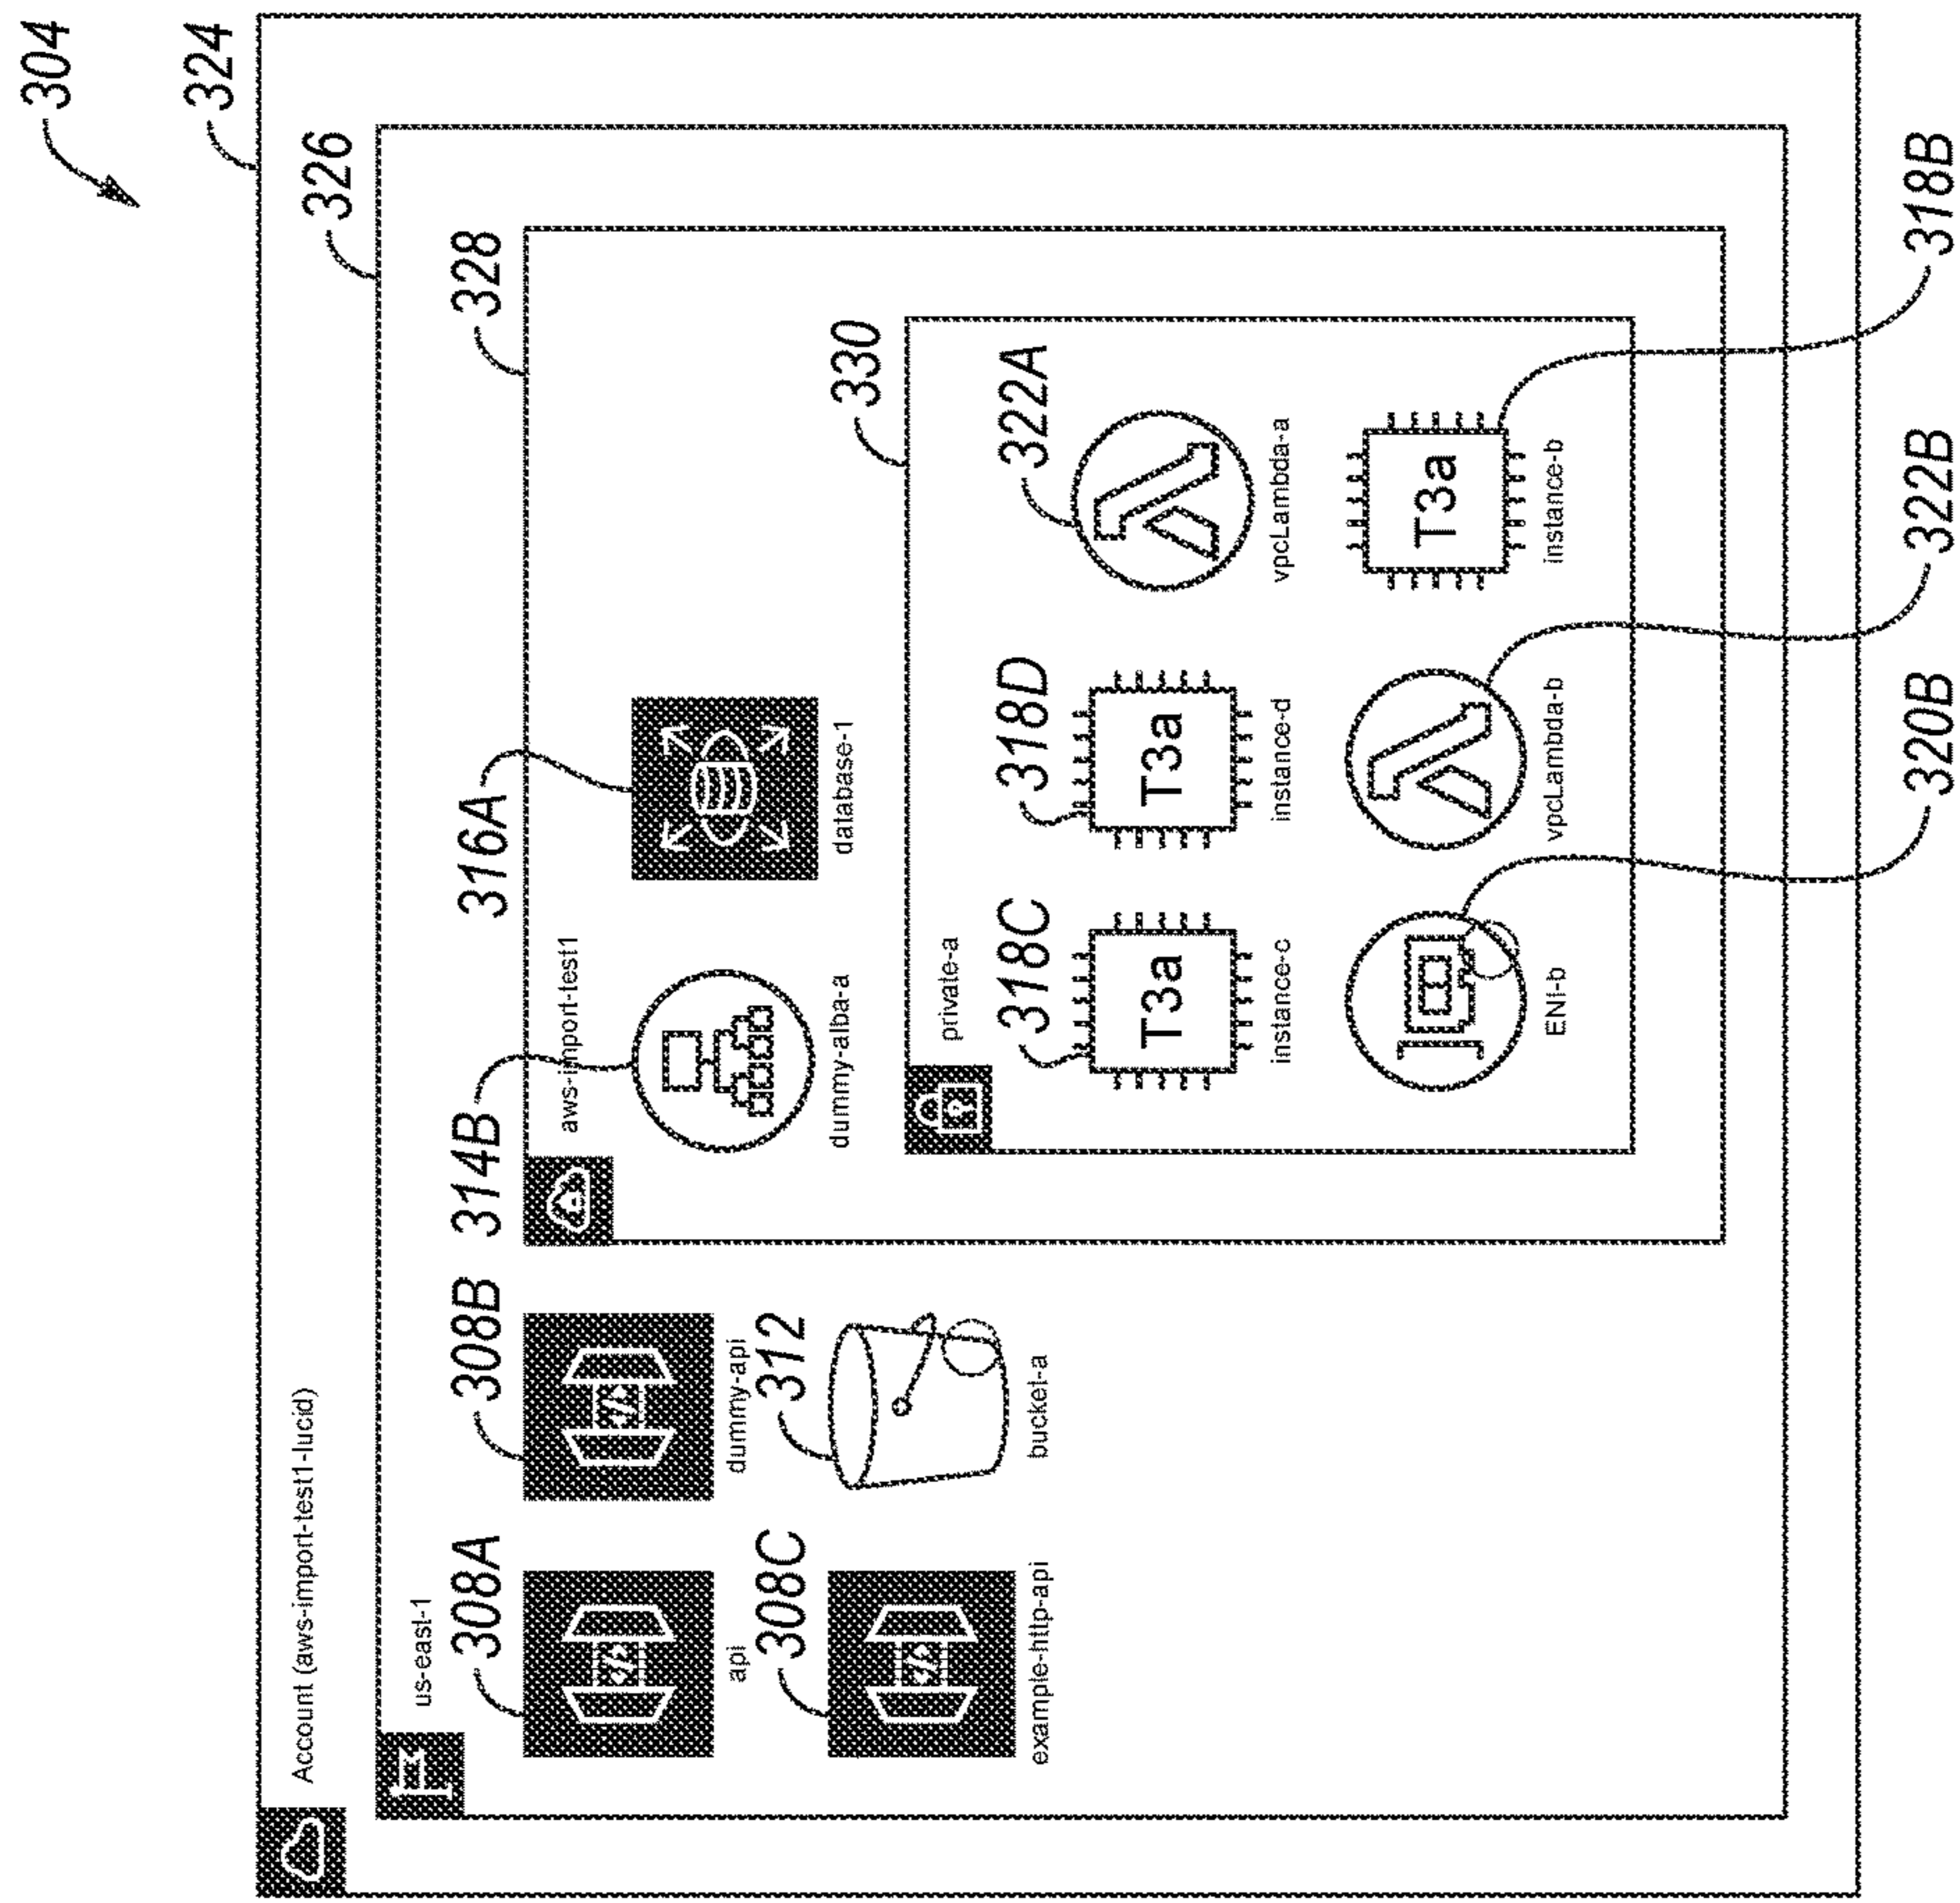 304
324
Account (aws-import-test1-lucid)
326
us-east-1
308A
308B
314B
316A
328
aws-import-test1
api
dummy-api
dummy-alba-a
database-1
308C
312
330
example-http-api
bucket-a
private-a
318C
318D
322A
T3a
T3a
instance-c
instance-d
vpcLambda-a
T3a
ENI-b
vpcLambda-b
instance-b
320B
322B
318B